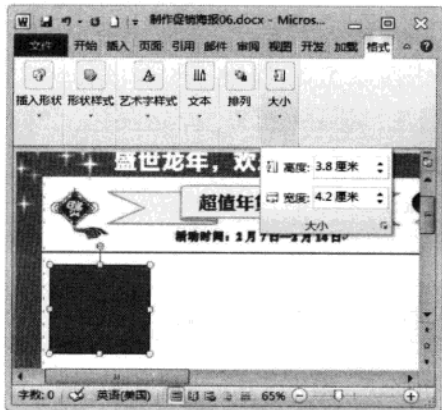 制作促销海报06.docx - Micros...
文件 开始 插入 页面 引用 邮件 审阅 视图 开发 加载 格式
插入形状 形状样式 艺术字样式 文本 排列 大小
高度: 3.8 厘米
宽度: 4.2 厘米
大小
盛世龙年，欢
超值年
活动时间：1月7日—2月14日
字数: 0 英语(美国) 65%